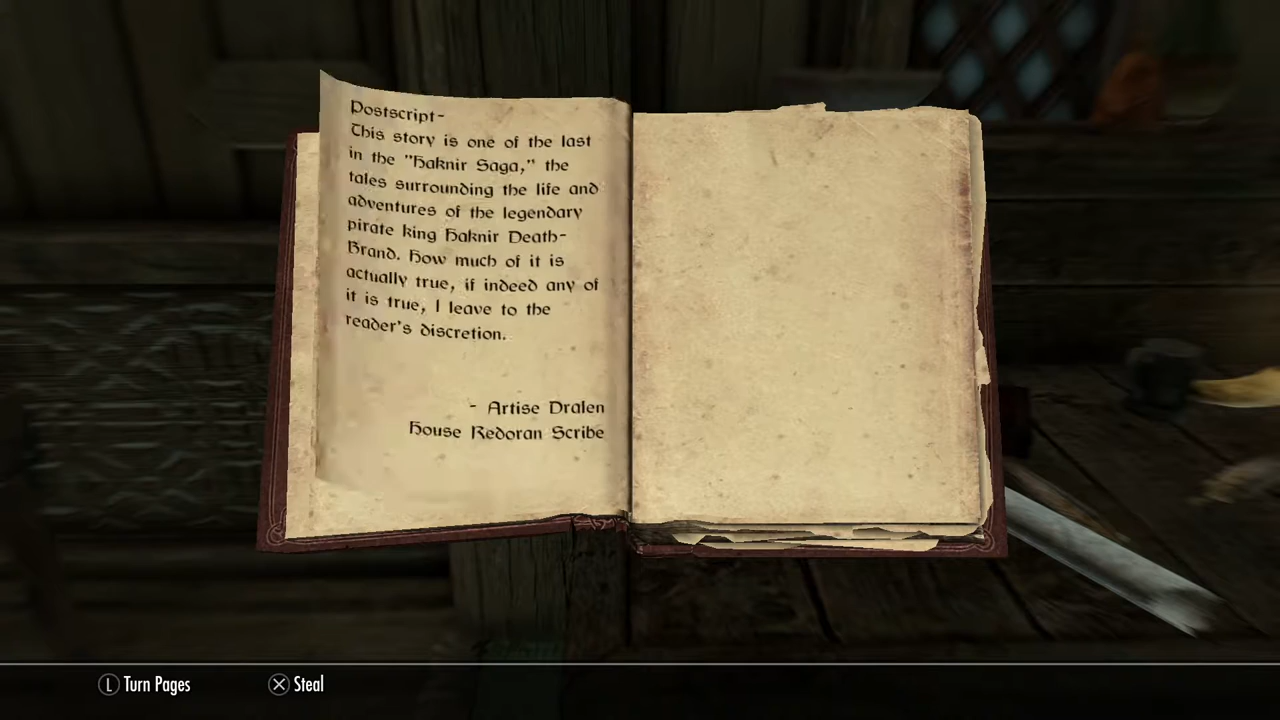 Postscript-
This story is one of the last
in the "Haknir Saga," the
tales surrounding the life and
adventures of the legendary
pirate king Haknir Death-
Brand. How much of it is
actually true, if indeed any of
it is true, I leave to the
reader's discretion.
- Artise Dralen
House Redoran Scribe
L Turn Pages
X Steal